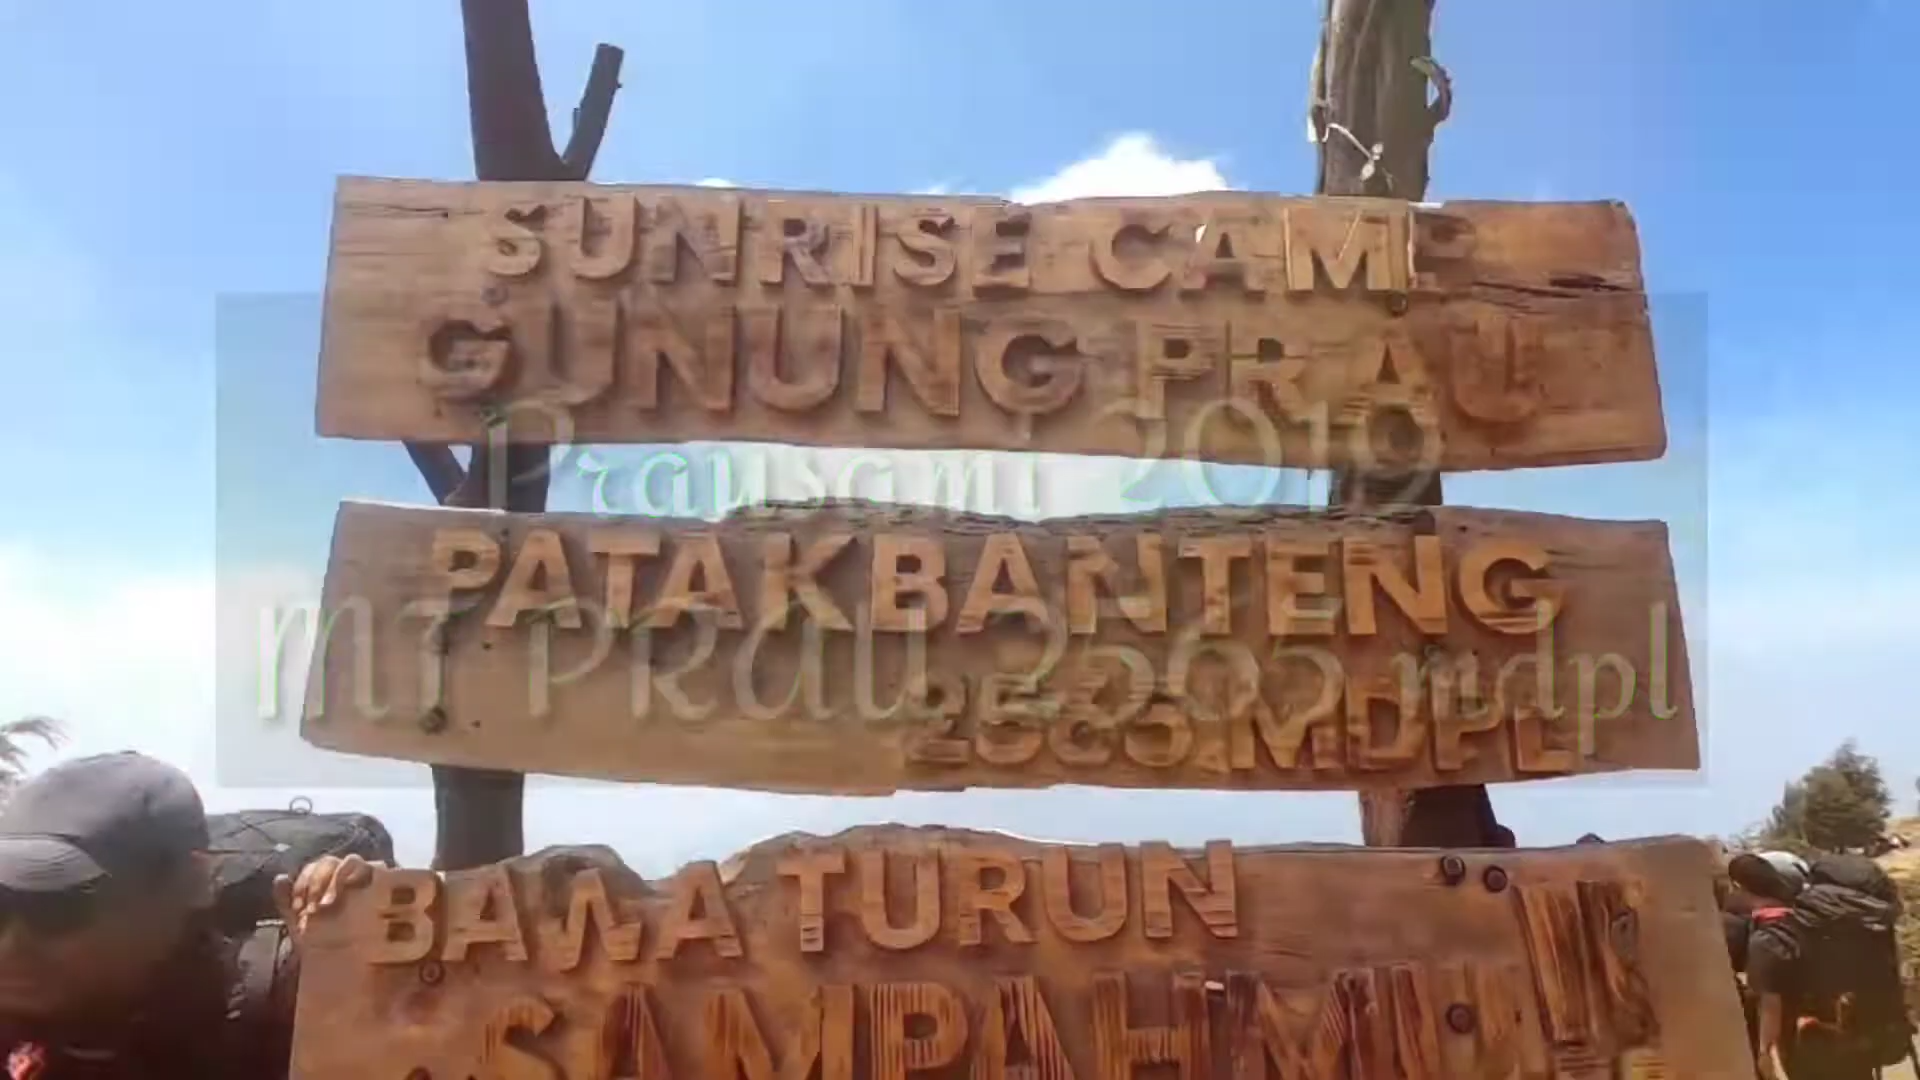 SUNRISE CAMP
GUNUNG PRAU
Prausami 2019
PATAKBANTENG
MT PRAU 2565 mdpl
2565 MDPL
BAWA TURUN
SAMPAHMU !!!